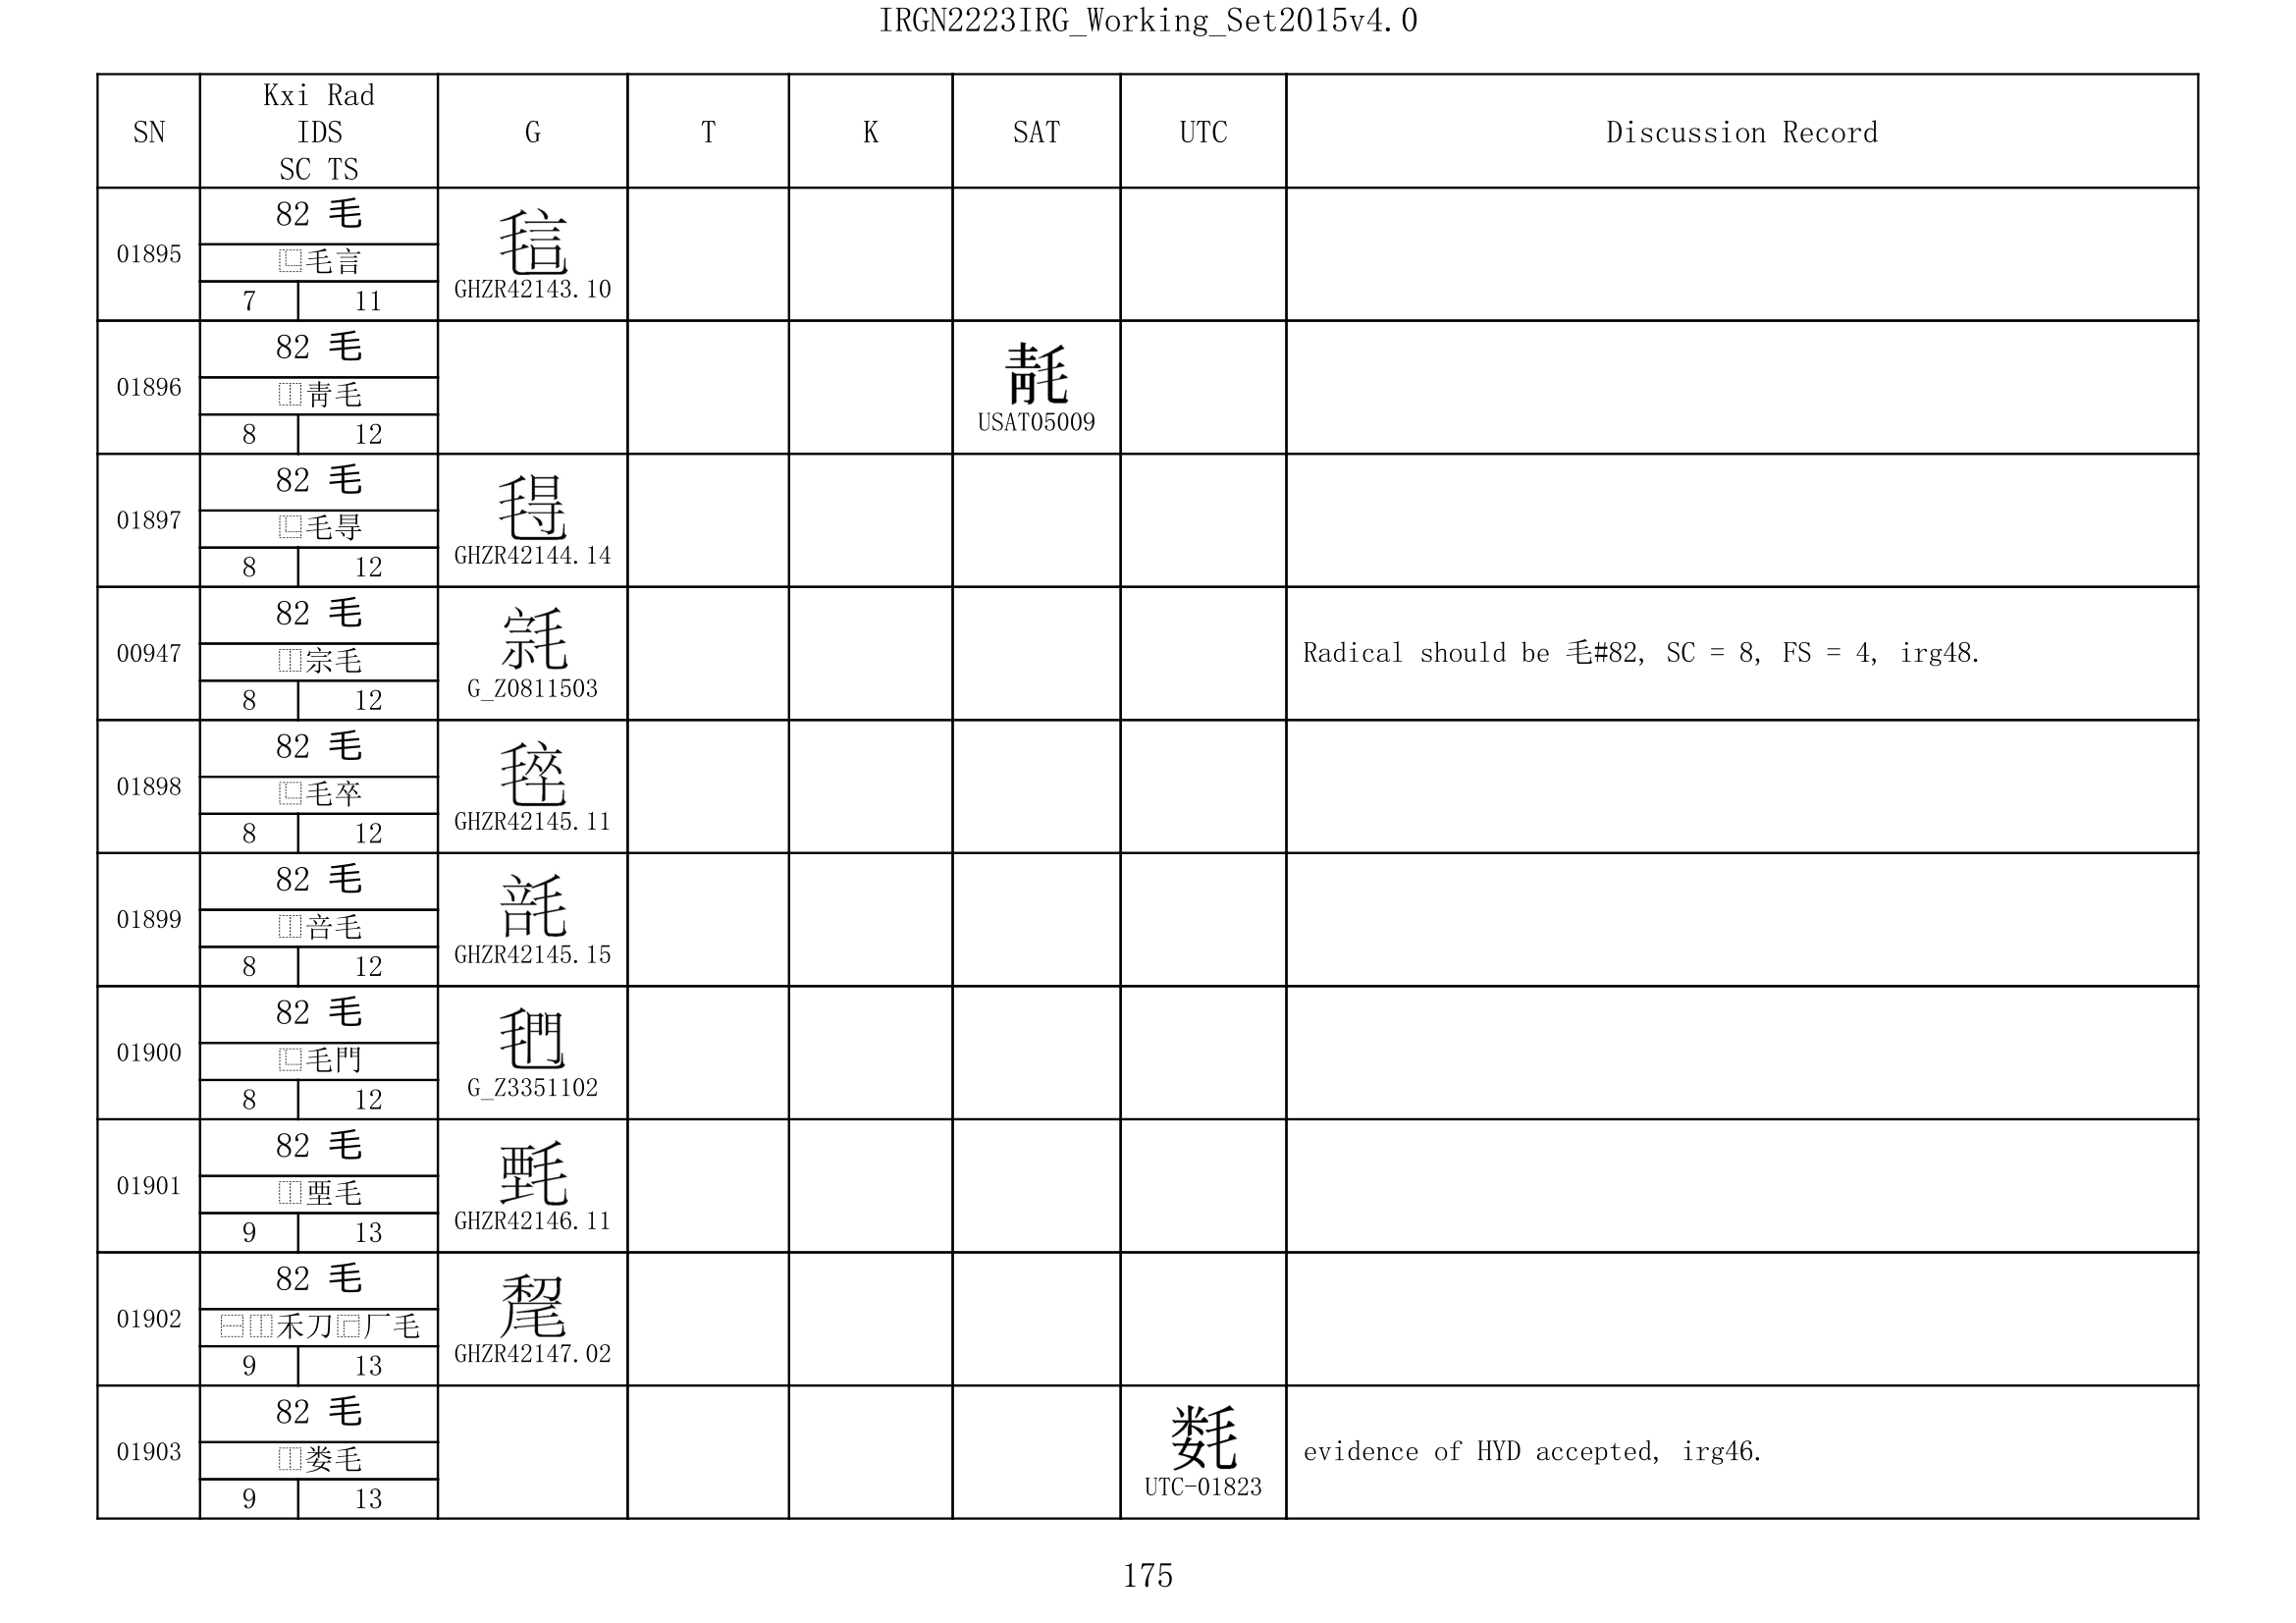 IRGN2223IRG_Working_Set2015v4.0
SN
Kxi Rad
IDS
SC TS
G
T
K
SAT
UTC
Discussion Record
01895
82 毛
⿺毛言
7
11
GHZR42143.10
01896
82 毛
⿰靑毛
8
12
USAT05009
01897
82 毛
⿺毛㝵
8
12
GHZR42144.14
00947
82 毛
⿰宗毛
8
12
G_Z0811503
Radical should be 毛#82, SC = 8, FS = 4, irg48.
01898
82 毛
⿺毛卒
8
12
GHZR42145.11
01899
82 毛
⿰咅毛
8
12
GHZR42145.15
01900
82 毛
⿺毛門
8
12
G_Z3351102
01901
82 毛
⿰垔毛
9
13
GHZR42146.11
01902
82 毛
⿱⿰禾刀⿸厂毛
9
13
GHZR42147.02
01903
82 毛
⿰娄毛
9
13
UTC-01823
evidence of HYD accepted, irg46.
175